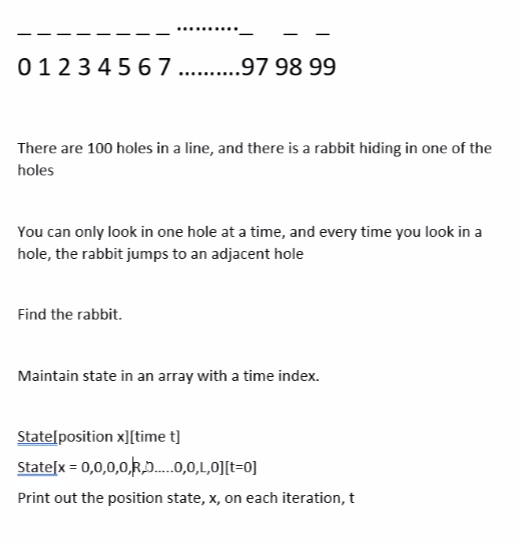 _ _ _ _ _ _ _ _ .........._ _ _
0 1 2 3 4 5 6 7 ..........97 98 99
There are 100 holes in a line, and there is a rabbit hiding in one of the
holes
You can only look in one hole at a time, and every time you look in a
hole, the rabbit jumps to an adjacent hole
Find the rabbit.
Maintain state in an array with a time index.
State[position x][time t]
State[x = 0,0,0,0,R,0.....0,0,L,0][t=0]
Print out the position state, x, on each iteration, t